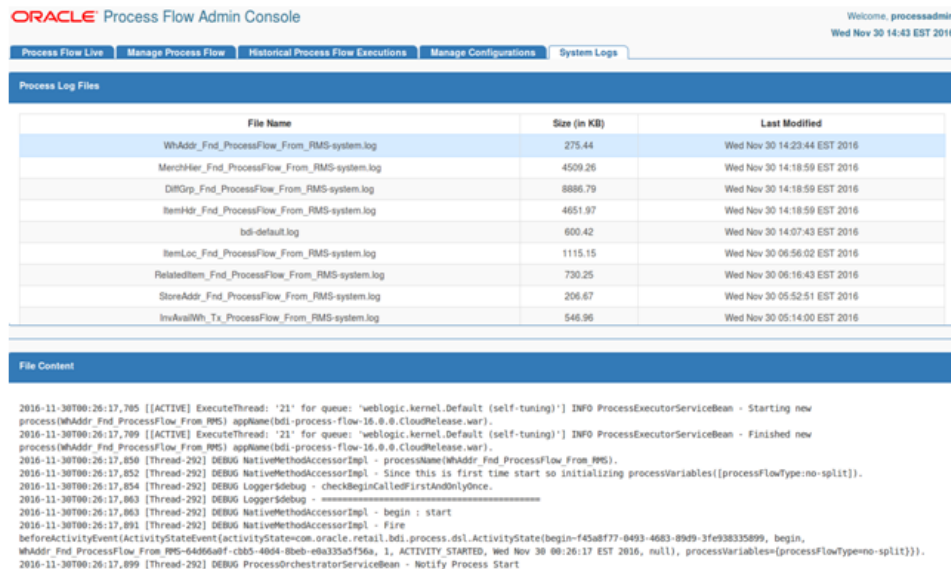 ORACLE® Process Flow Admin Console
Welcome, processadmin
Wed Nov 30 14:43 EST 2016
Process Flow Live Manage Process Flow Historical Process Flow Executions Manage Configurations System Logs
Process Log Files
File Name Size (in KB) Last Modified
WhAddr_Fnd_ProcessFlow_From_RMS-system.log 275.44 Wed Nov 30 14:23:44 EST 2016
MerchHier_Fnd_ProcessFlow_From_RMS-system.log 4509.26 Wed Nov 30 14:18:59 EST 2016
DiffGrp_Fnd_ProcessFlow_From_RMS-system.log 8886.79 Wed Nov 30 14:18:59 EST 2016
ItemHdr_Fnd_ProcessFlow_From_RMS-system.log 4651.97 Wed Nov 30 14:18:59 EST 2016
bdi-default.log 600.42 Wed Nov 30 14:07:43 EST 2016
ItemLoc_Fnd_ProcessFlow_From_RMS-system.log 1115.15 Wed Nov 30 06:56:02 EST 2016
RelatedItem_Fnd_ProcessFlow_From_RMS-system.log 730.25 Wed Nov 30 06:16:43 EST 2016
StoreAddr_Fnd_ProcessFlow_From_RMS-system.log 206.67 Wed Nov 30 05:52:51 EST 2016
InvAvailWh_Tx_ProcessFlow_From_RMS-system.log 546.96 Wed Nov 30 05:14:00 EST 2016
File Content
2016-11-30T00:26:17,705 [[ACTIVE] ExecuteThread: '21' for queue: 'weblogic.kernel.Default (self-tuning)'] INFO ProcessExecutorServiceBean - Starting new
process(WhAddr_Fnd_ProcessFlow_From_RMS) appName(bdi-process-flow-16.0.0.CloudRelease.war).
2016-11-30T00:26:17,709 [[ACTIVE] ExecuteThread: '21' for queue: 'weblogic.kernel.Default (self-tuning)'] INFO ProcessExecutorServiceBean - Finished new
process(WhAddr_Fnd_ProcessFlow_From_RMS) appName(bdi-process-flow-16.0.0.CloudRelease.war).
2016-11-30T00:26:17,850 [Thread-292] DEBUG NativeMethodAccessorImpl - processName(WhAddr_Fnd_ProcessFlow_From_RMS).
2016-11-30T00:26:17,852 [Thread-292] DEBUG NativeMethodAccessorImpl - Since this is first time start so initializing processVariables([processFlowType:no-split]).
2016-11-30T00:26:17,854 [Thread-292] DEBUG Logger$debug - checkBeginCalledFirstAndOnlyOnce.
2016-11-30T00:26:17,863 [Thread-292] DEBUG Logger$debug - =====================================
2016-11-30T00:26:17,863 [Thread-292] DEBUG NativeMethodAccessorImpl - begin : start
2016-11-30T00:26:17,891 [Thread-292] DEBUG NativeMethodAccessorImpl - Fire
beforeActivityEvent(ActivityStateEvent{activityState=com.oracle.retail.bdi.process.dsl.ActivityState(begin~f45a8f77-0493-4683-89d9-3fe938335899, begin,
WhAddr_Fnd_ProcessFlow_From_RMS~64d66a0f-cbb5-40d4-8beb-e0a335a5f56a, 1, ACTIVITY_STARTED, Wed Nov 30 00:26:17 EST 2016, null), processVariables={processFlowType=no-split}}).
2016-11-30T00:26:17,899 [Thread-292] DEBUG ProcessOrchestratorServiceBean - Notify Process Start